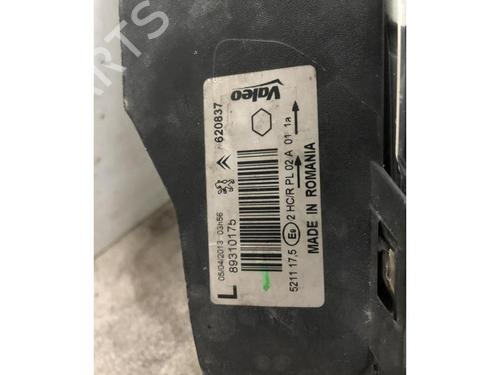 Valeo
620837
89310175
05/04/2013 03h56
L
1a
5211 17,5 E9 2 HC/R PL 02 A 01
MADE IN ROMANIA
PARTS